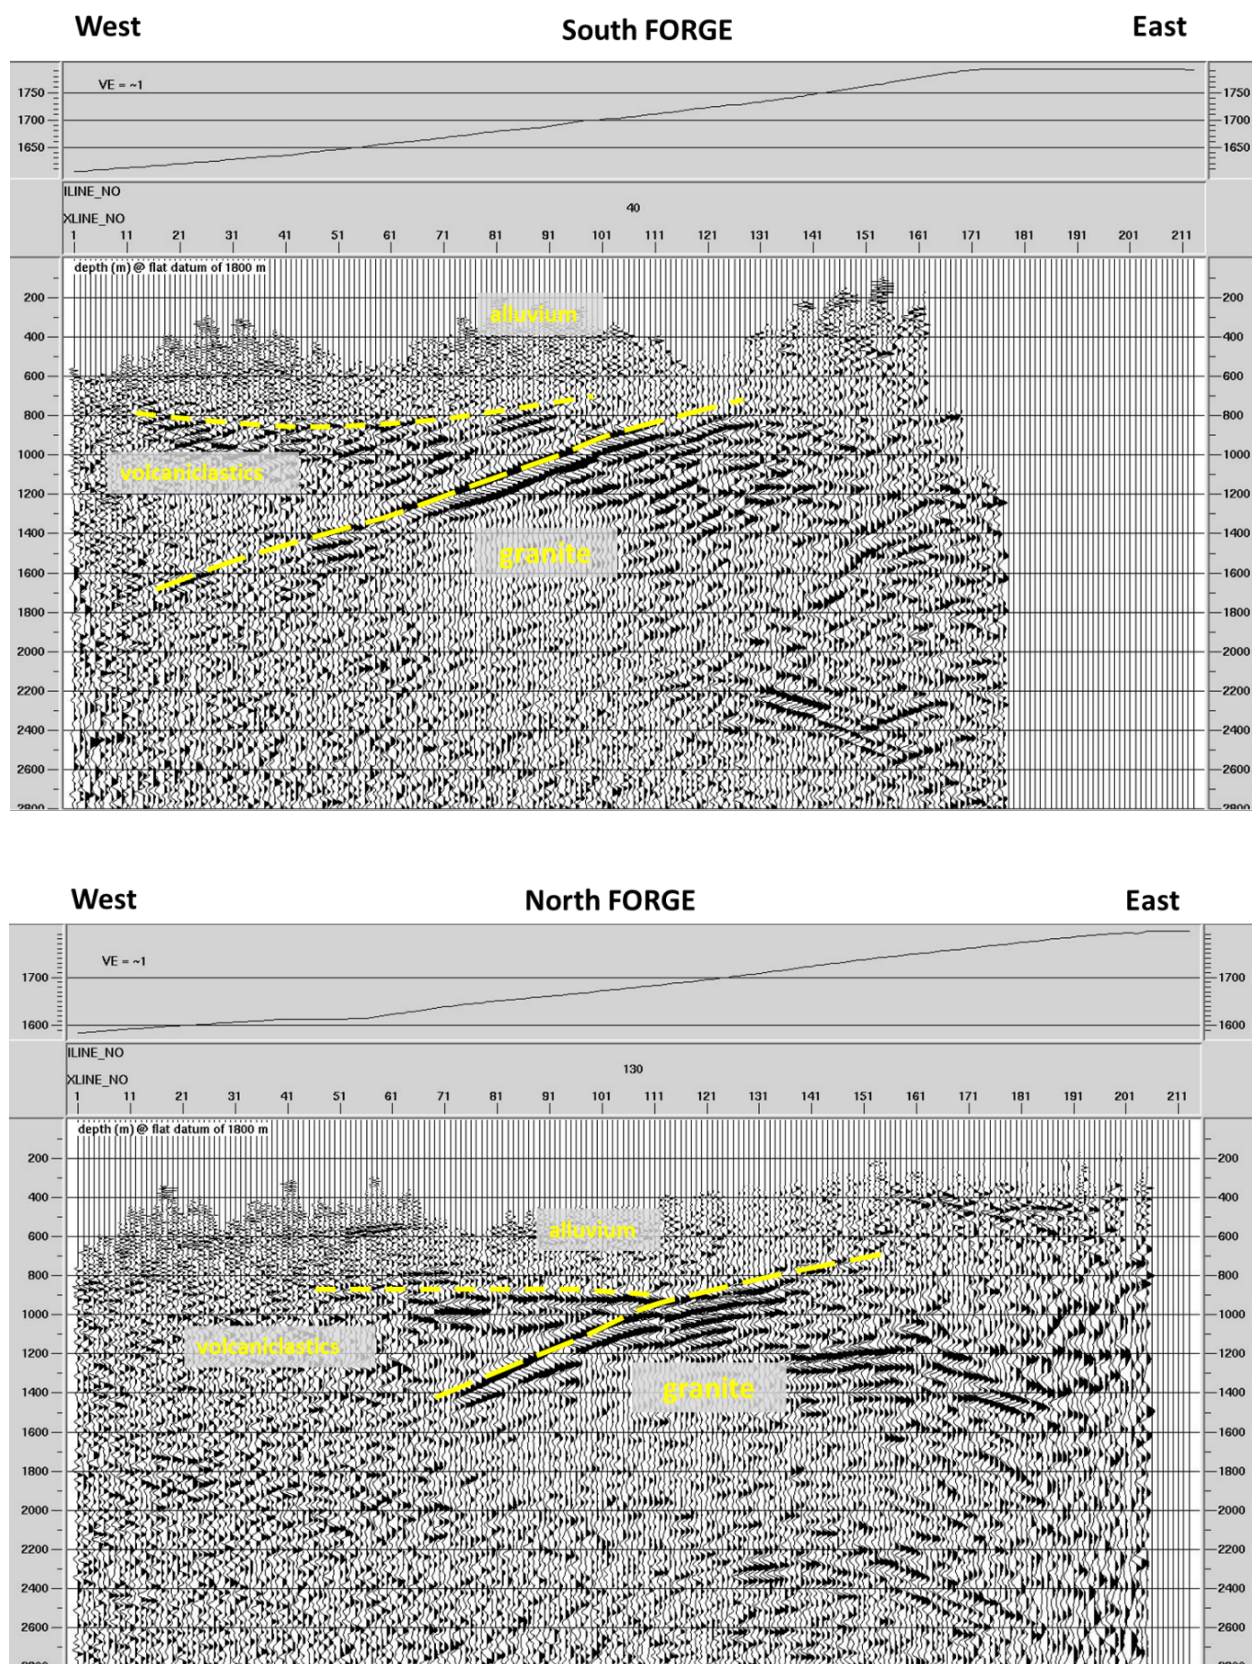 West South FORGE East
VE = ~1
1750 1750
1700 1700
1650 1650
ILINE_NO
40
XLINE_NO
1 11 21 31 41 51 61 71 81 91 101 111 121 131 141 151 161 171 181 191 201 211
depth (m) @ flat datum of 1800 m
200 200
alluvium
400 400
600 600
800 800
1000 1000
volcaniclastics
1200 1200
1400 1400
granite
1600 1600
1800 1800
2000 2000
2200 2200
2400 2400
2600 2600
2800 2800
West North FORGE East
VE = ~1
1700 1700
1600 1600
ILINE_NO
130
XLINE_NO
1 11 21 31 41 51 61 71 81 91 101 111 121 131 141 151 161 171 181 191 201 211
depth (m) @ flat datum of 1800 m
200 200
400 400
alluvium
600 600
800 800
1000 1000
volcaniclastics
1200 1200
granite
1400 1400
1600 1600
1800 1800
2000 2000
2200 2200
2400 2400
2600 2600